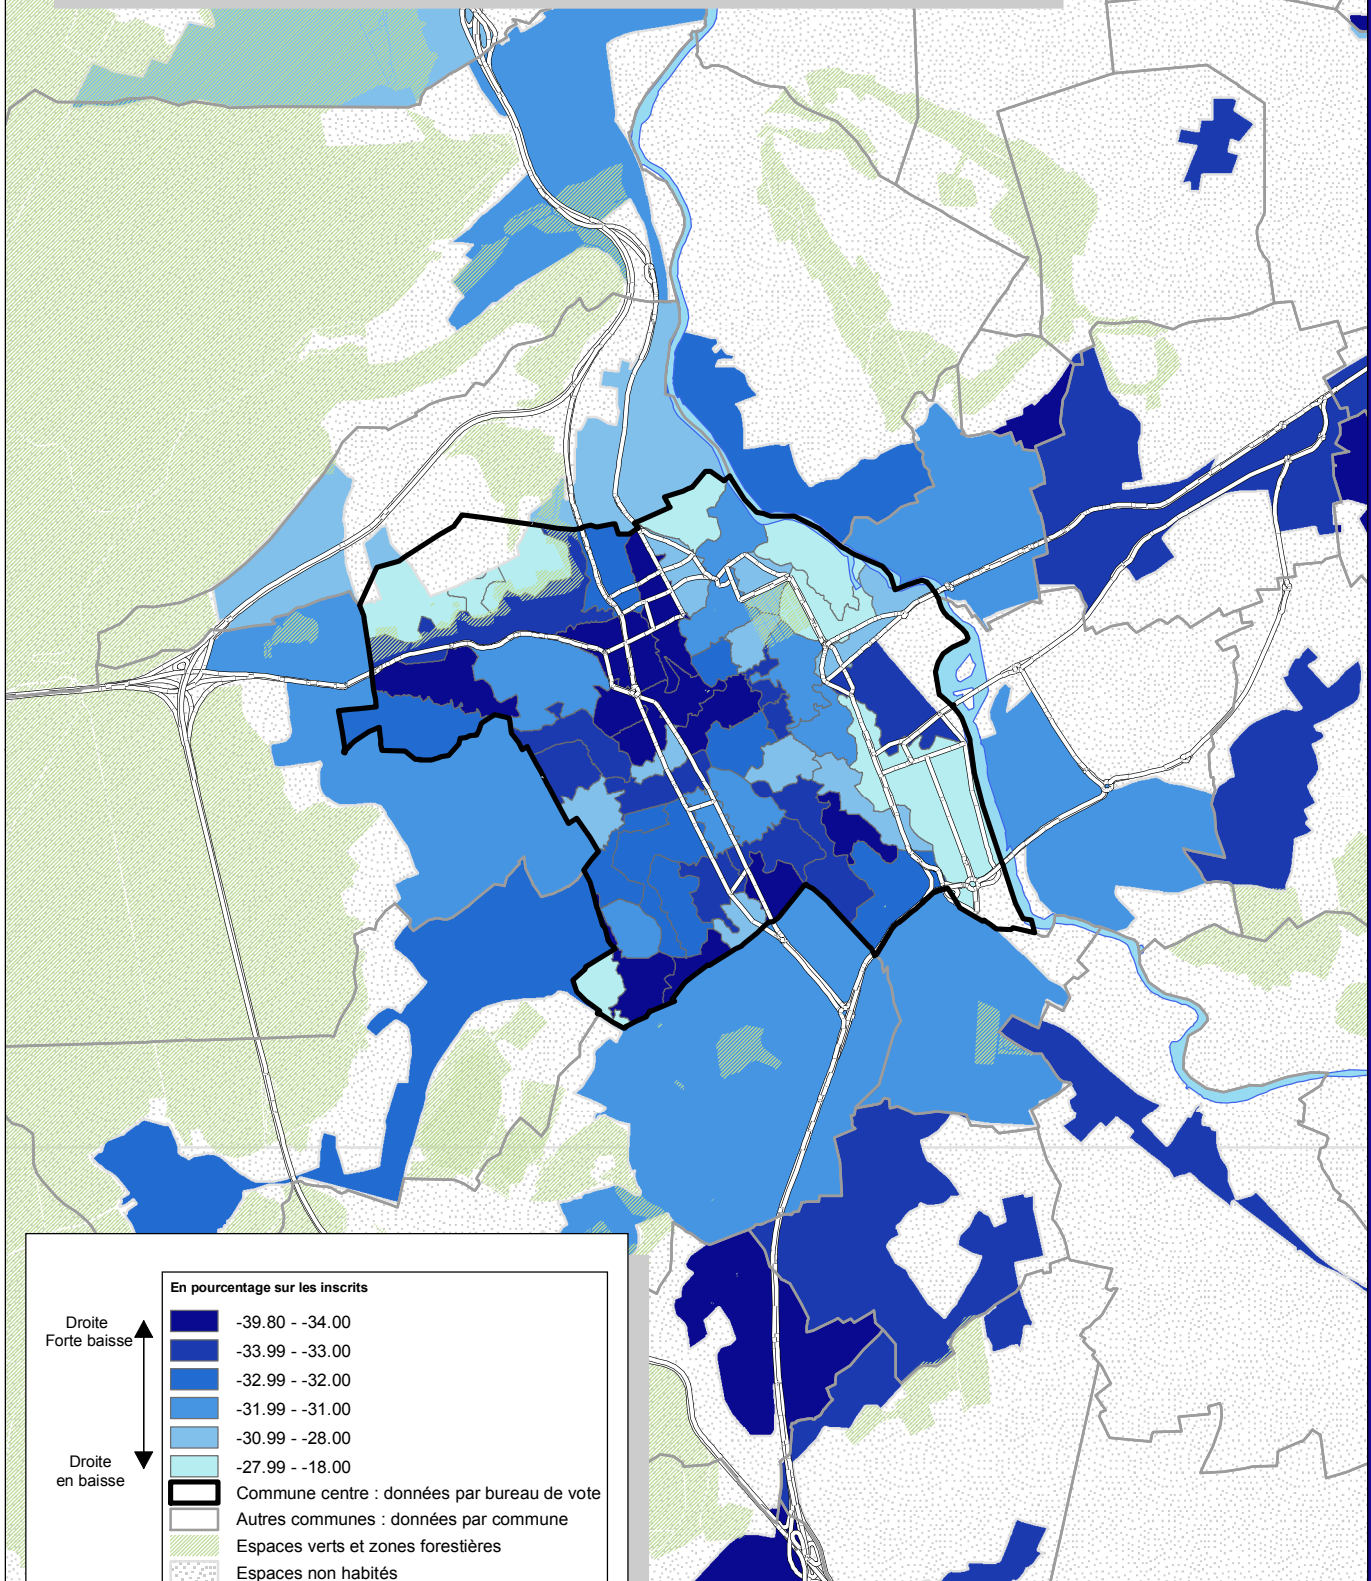 En pourcentage sur les inscrits
Droite
Forte baisse
-39.80 - -34.00
-33.99 - -33.00
-32.99 - -32.00
-31.99 - -31.00
-30.99 - -28.00
-27.99 - -18.00
Droite
en baisse
Commune centre : données par bureau de vote
Autres communes : données par commune
Espaces verts et zones forestières
Espaces non habités